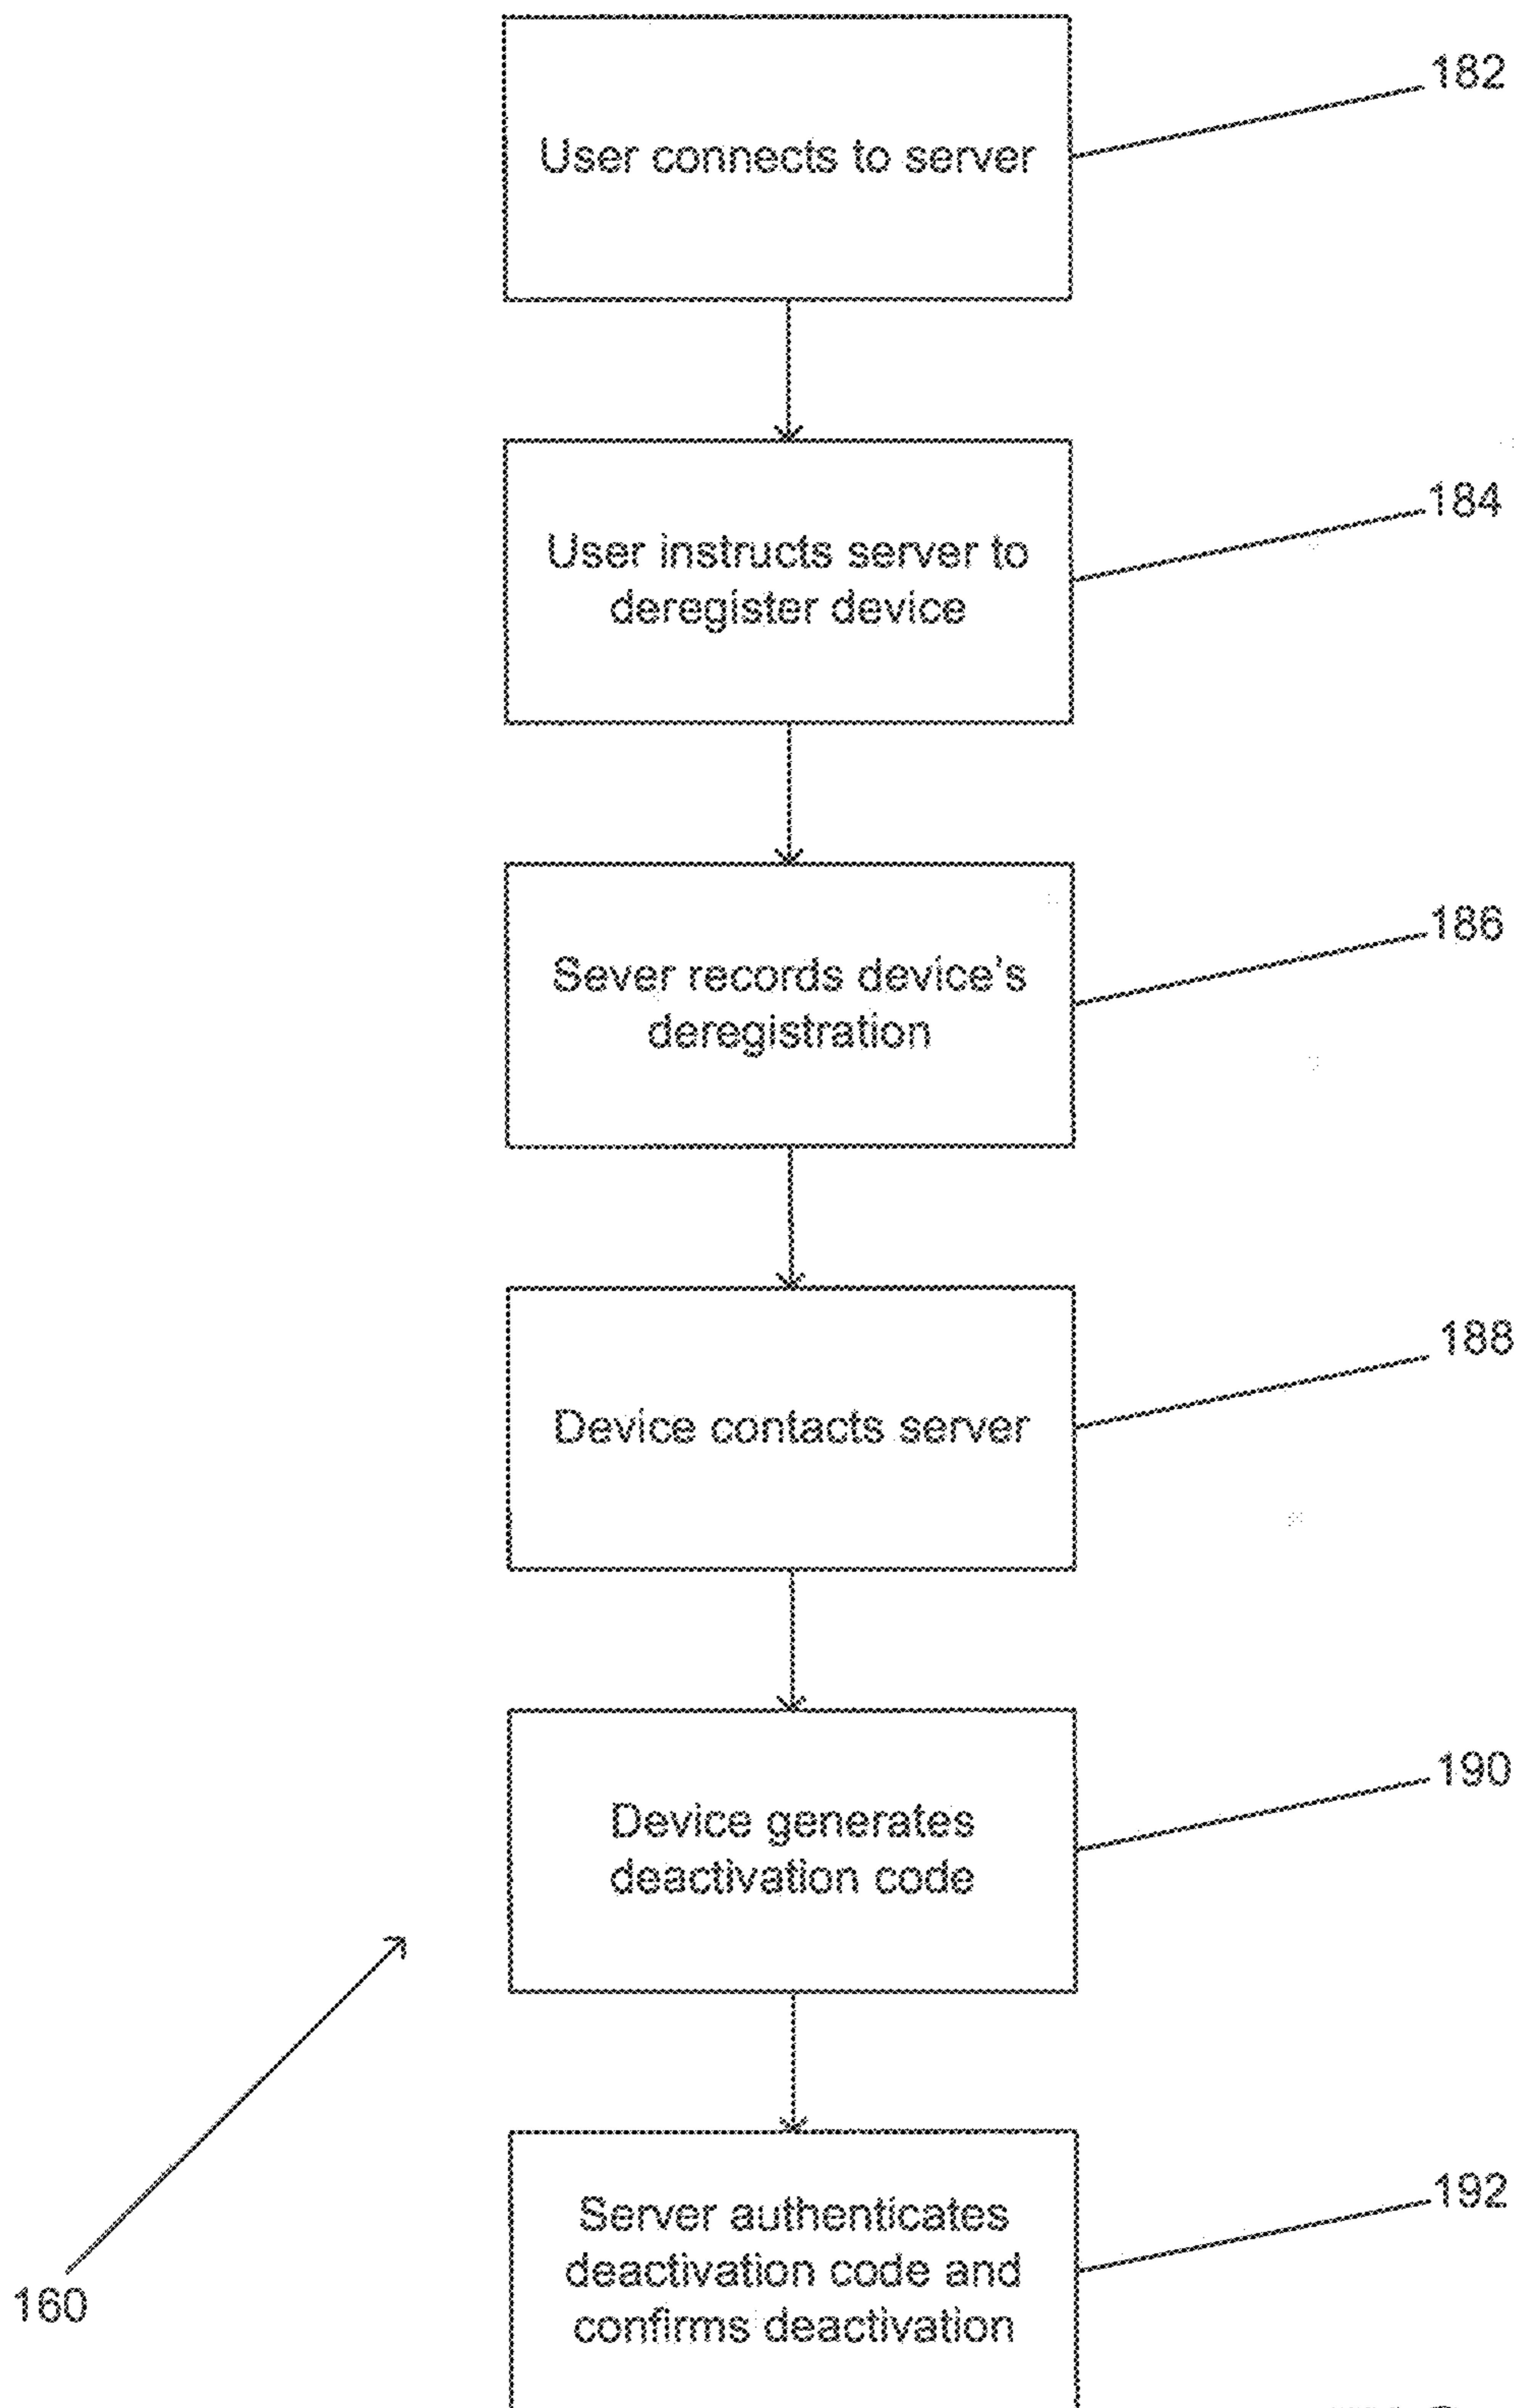 182
User connects to server
184
User instructs server to
deregister device
186
Sever records device's
deregistration
188
Device contacts server
190
Device generates
deactivation code
192
Server authenticates
deactivation code and
confirms deactivation
160